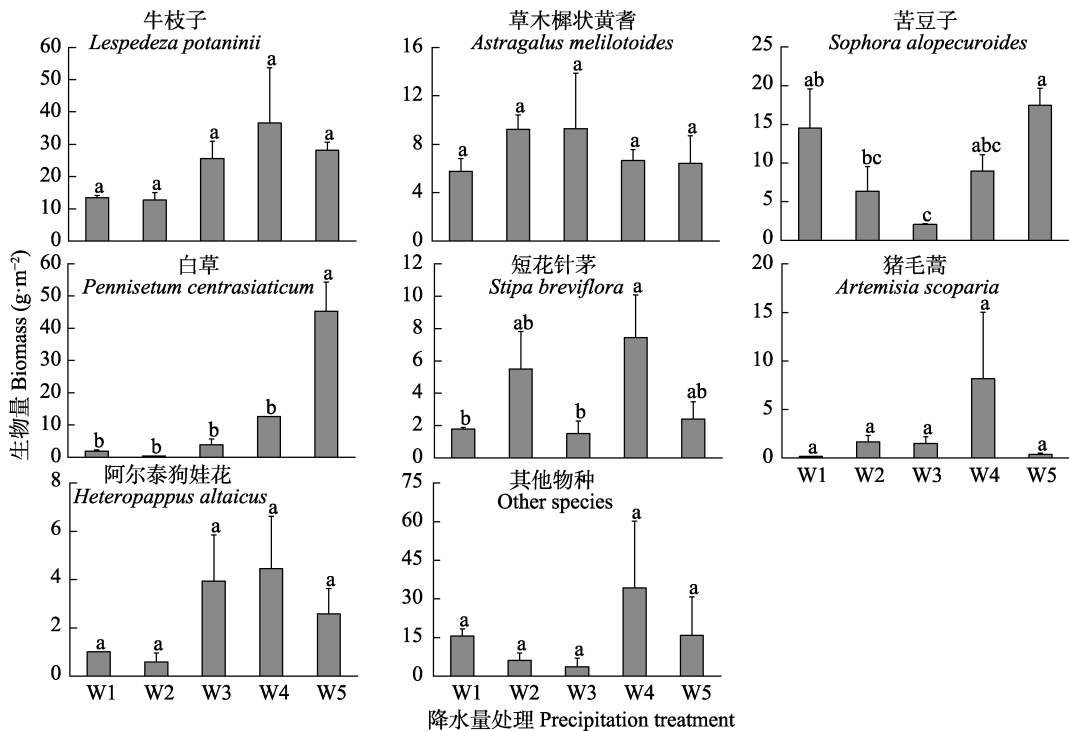 牛枝子
Lespedeza potaninii
60
50
40
30
20
10
0
a
a
a
a
a
草木樨状黄耆
Astragalus melilotoides
16
12
8
4
0
a
a
a
a
a
苦豆子
Sophora alopecuroides
25
20
15
10
5
0
ab
bc
c
abc
a
生物量 Biomass (g·m⁻²)
白草
Pennisetum centrasiaticum
60
50
40
30
20
10
0
b
b
b
b
a
短花针茅
Stipa breviflora
12
10
8
6
4
2
0
b
ab
b
a
ab
猪毛蒿
Artemisia scoparia
20
15
10
5
0
a
a
a
a
a
W1 W2 W3 W4 W5
阿尔泰狗娃花
Heteropappus altaicus
8
6
4
2
0
a
a
a
a
a
W1 W2 W3 W4 W5
其他物种
Other species
75
60
45
30
15
0
a
a
a
a
a
W1 W2 W3 W4 W5
降水量处理 Precipitation treatment